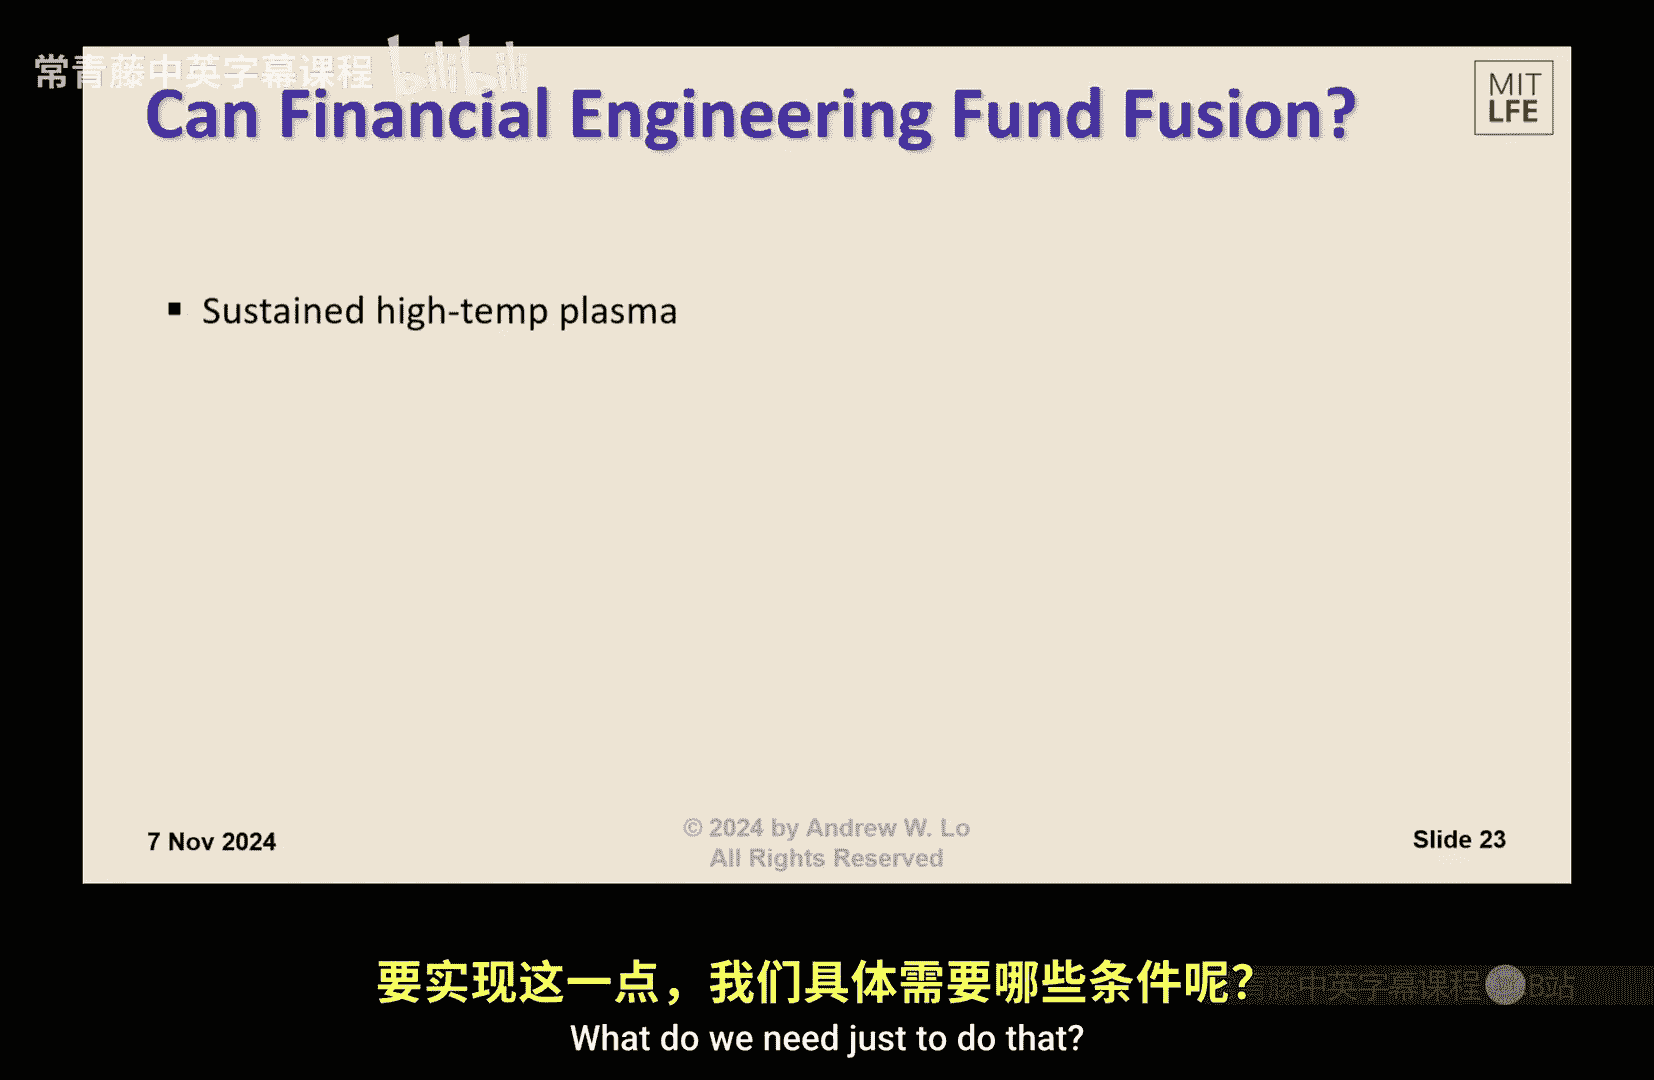 常青藤中英字幕课程 bilibili
Can Financial Engineering Fund Fusion?
MIT
LFE
▪ Sustained high-temp plasma
7 Nov 2024
© 2024 by Andrew W. Lo
All Rights Reserved
Slide 23
要实现这一点，我们具体需要哪些条件呢？
藤中英字幕课程
B站
What do we need just to do that?